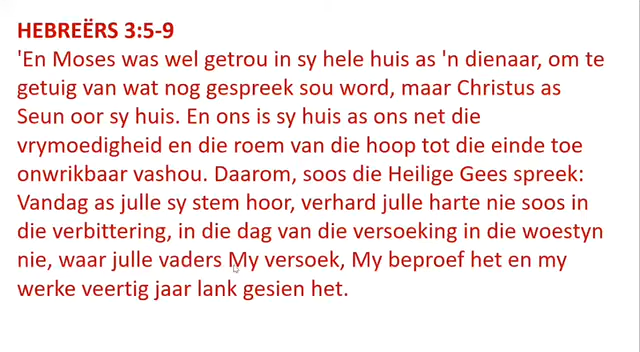 HEBREËRS 3:5-9
'En Moses was wel getrou in sy hele huis as 'n dienaar, om te
getuig van wat nog gespreek sou word, maar Christus as
Seun oor sy huis. En ons is sy huis as ons net die
vrymoedigheid en die roem van die hoop tot die einde toe
onwrikbaar vashou. Daarom, soos die Heilige Gees spreek:
Vandag as julle sy stem hoor, verhard julle harte nie soos in
die verbittering, in die dag van die versoeking in die woestyn
nie, waar julle vaders My versoek, My beproef het en my
werke veertig jaar lank gesien het.